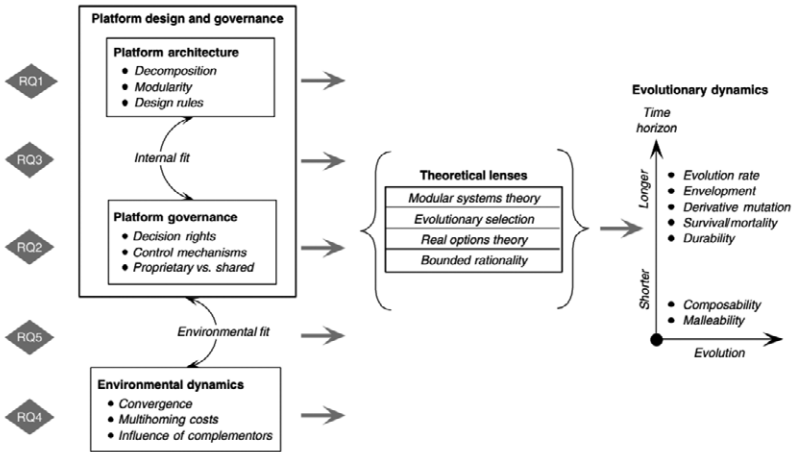 Platform design and governance
RQ1
Platform architecture
• Decomposition
• Modularity
• Design rules
RQ3
Internal fit
RQ2
Platform governance
• Decision rights
• Control mechanisms
• Proprietary vs. shared
RQ5
Environmental fit
RQ4
Environmental dynamics
• Convergence
• Multihoming costs
• Influence of complementors
Theoretical lenses
Modular systems theory
Evolutionary selection
Real options theory
Bounded rationality
Evolutionary dynamics
Time
horizon
Longer
• Evolution rate
• Envelopment
• Derivative mutation
• Survival/mortality
• Durability
Shorter
• Composability
• Malleability
Evolution